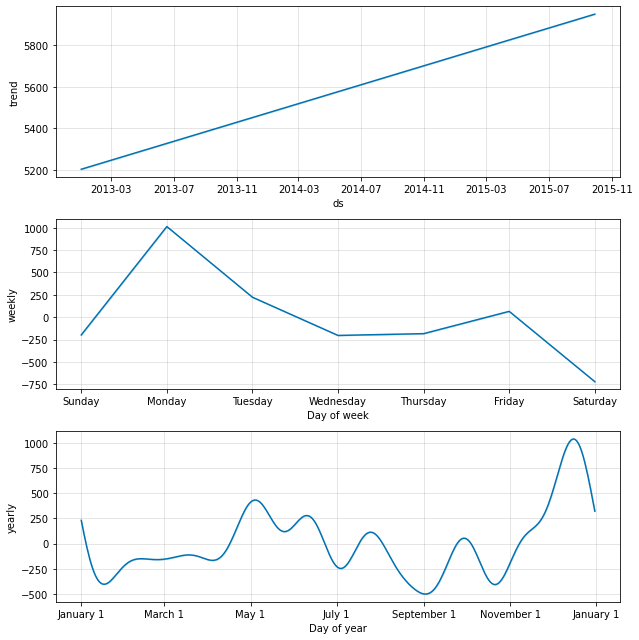 5800
5600
5400
5200
trend
2013-03 2013-07 2013-11 2014-03 2014-07 2014-11 2015-03 2015-07 2015-11
ds
1000
750
500
250
0
−250
−500
−750
weekly
Sunday Monday Tuesday Wednesday Thursday Friday Saturday
Day of week
1000
750
500
250
0
−250
−500
yearly
January 1 March 1 May 1 July 1 September 1 November 1 January 1
Day of year